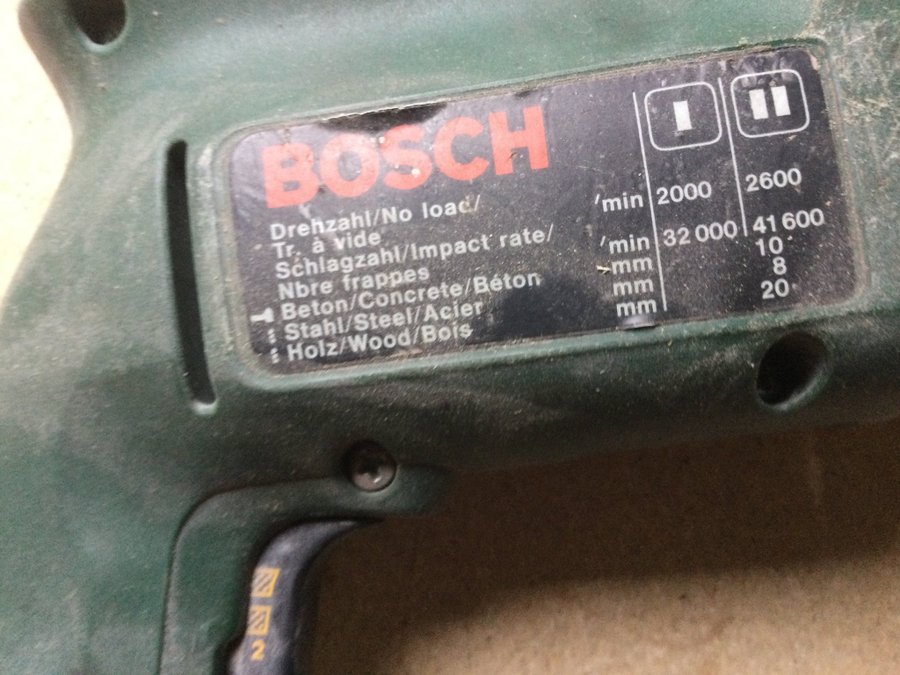 BOSCH
I II
Drehzahl/No load/
Tr. à vide /min 2000 2600
Schlagzahl/Impact rate/
Nbre frappes /min 32 000 41 600
Beton/Concrete/Béton mm 10
Stahl/Steel/Acier mm 8
Holz/Wood/Bois mm 20
2